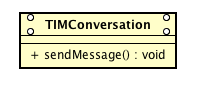 TIMConversation
+ sendMessage() : void